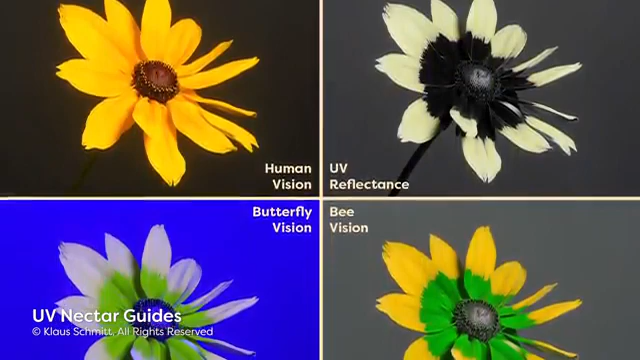 Human
Vision
UV
Reflectance
Butterfly
Vision
Bee
Vision
UV Nectar Guides
© Klaus Schmitt, All Rights Reserved